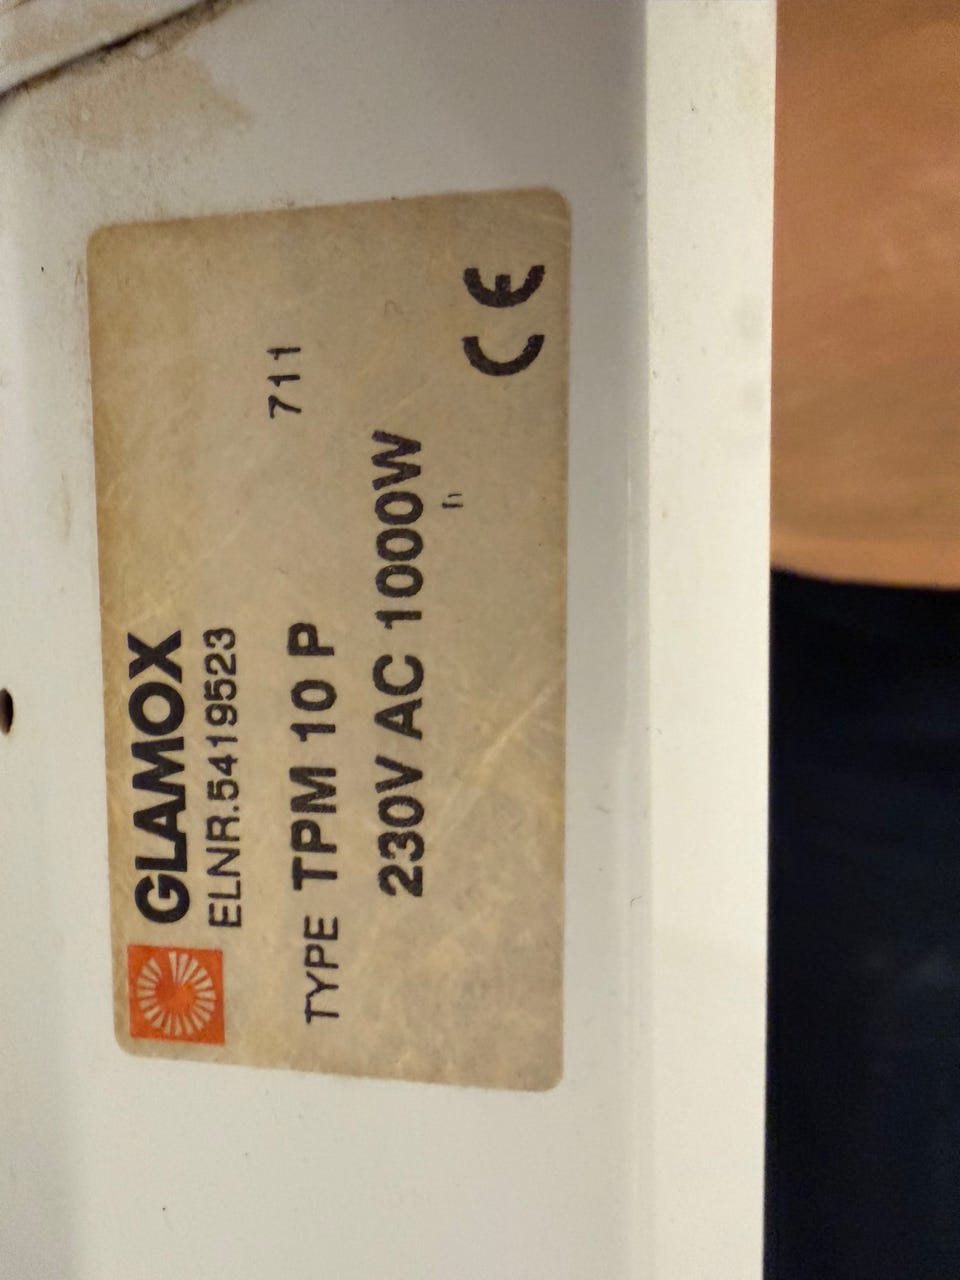 GLAMOX
ELNR.5419523
711
TYPE TPM 10 P
230V AC 1000W
CE